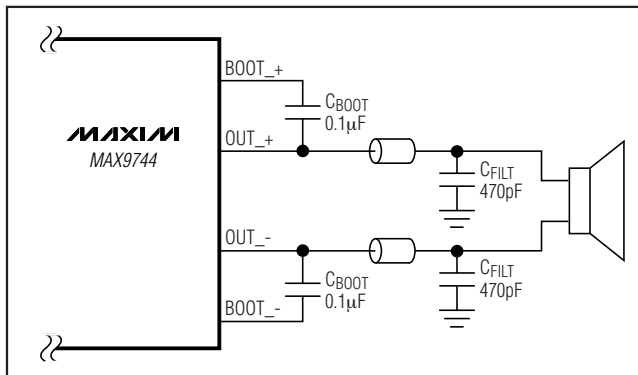 BOOT_+
CBOOT
0.1µF
MAXIM
MAX9744
OUT_+
CFILT
470pF
OUT_-
CBOOT
0.1µF
CFILT
470pF
BOOT_-